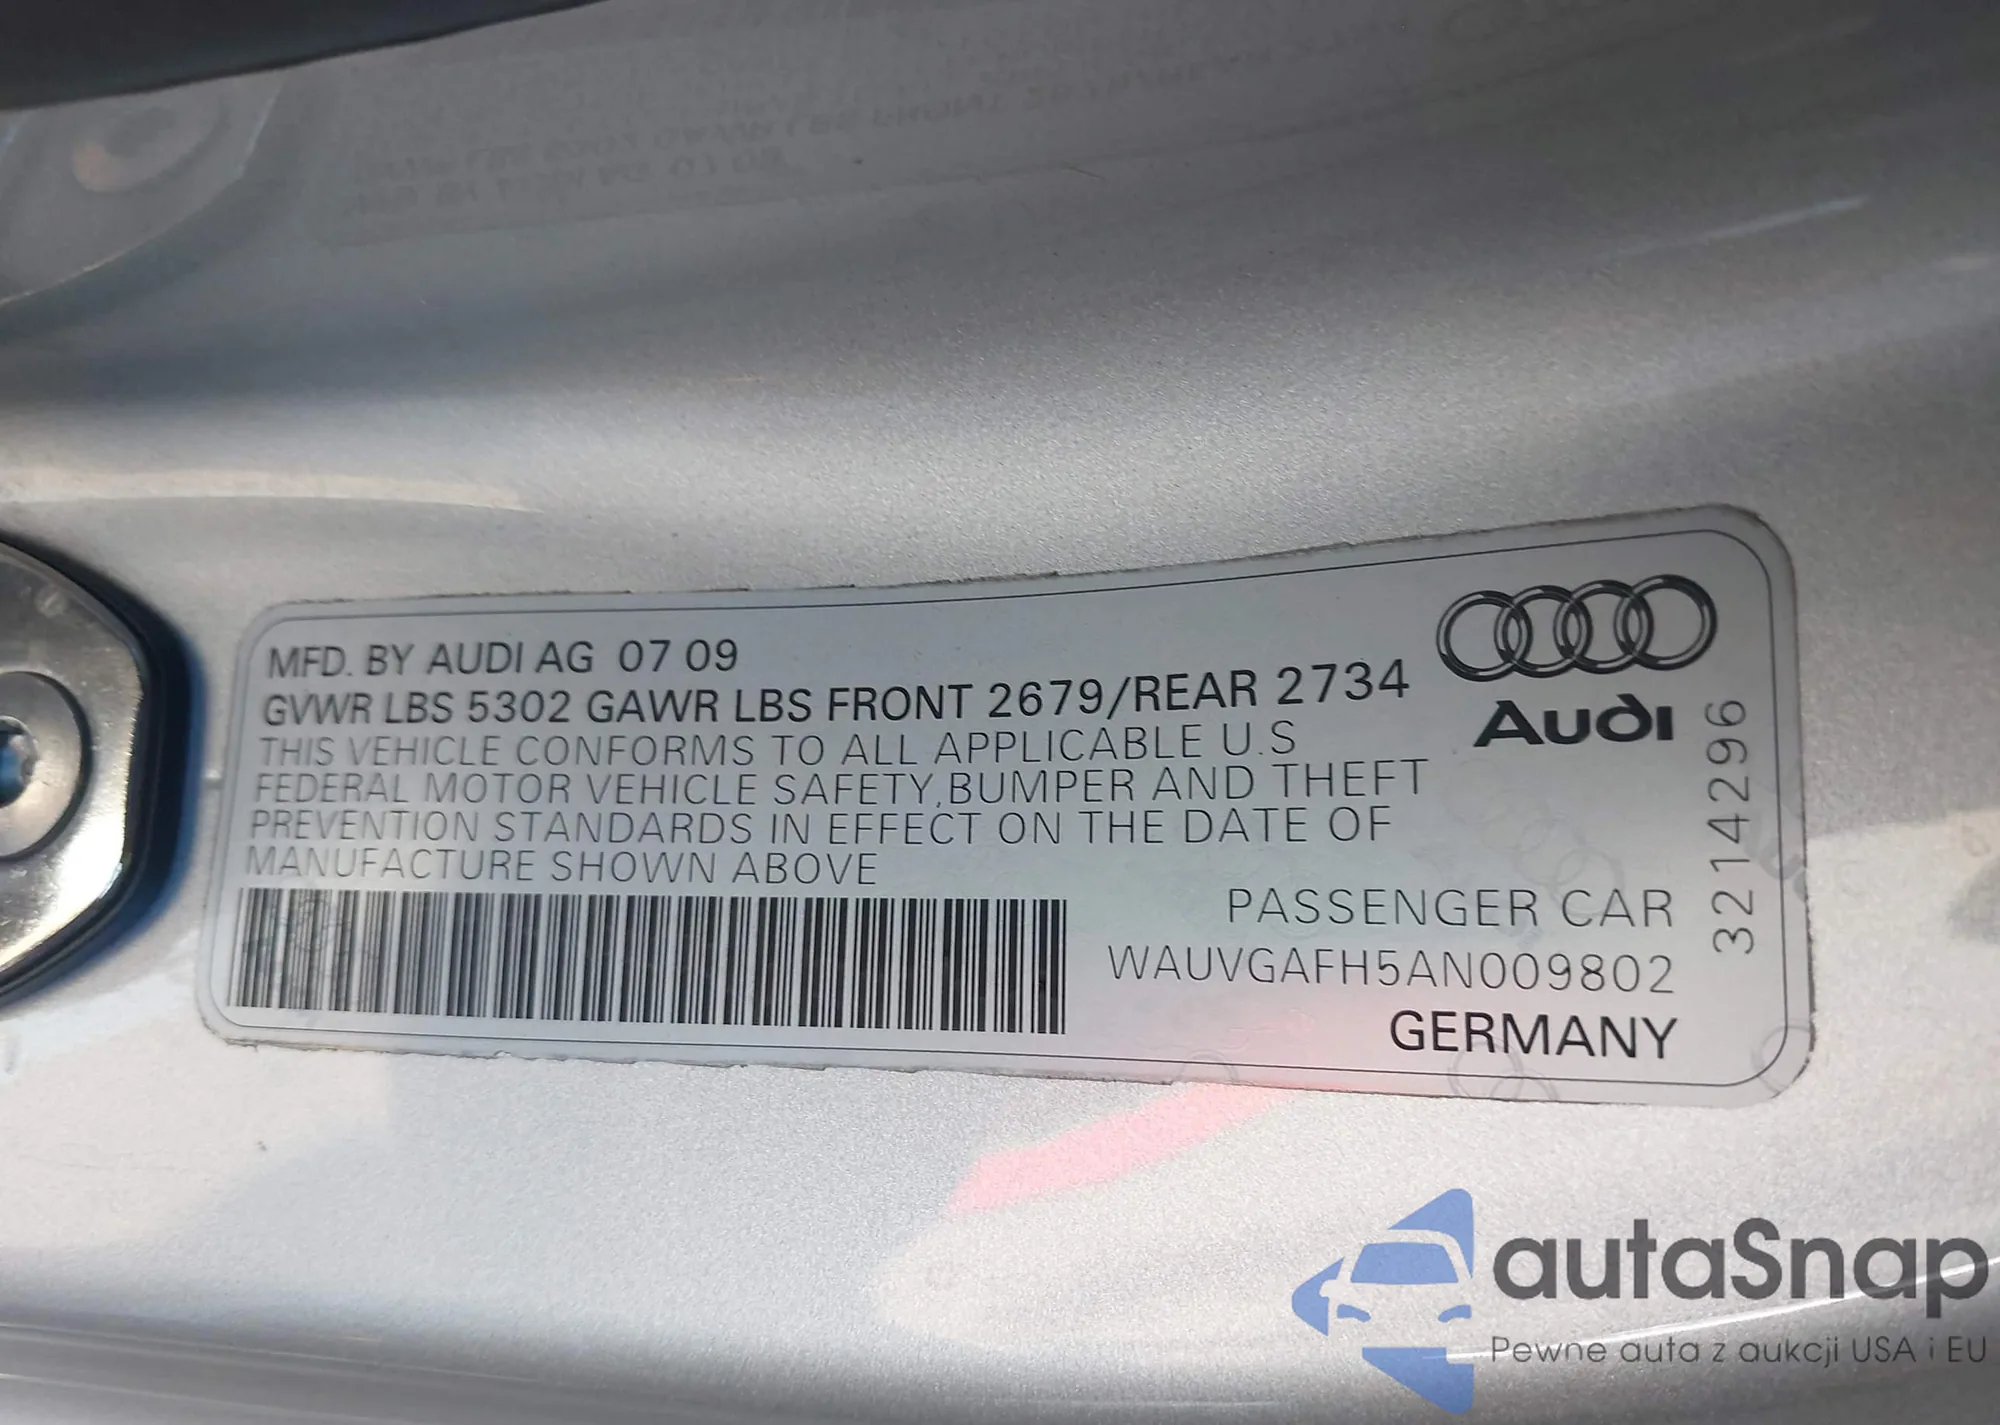 MFD. BY AUDI AG 07 09
GVWR LBS 5302 GAWR LBS FRONT 2679/REAR 2734
THIS VEHICLE CONFORMS TO ALL APPLICABLE U.S
FEDERAL MOTOR VEHICLE SAFETY,BUMPER AND THEFT
PREVENTION STANDARDS IN EFFECT ON THE DATE OF
MANUFACTURE SHOWN ABOVE
Audi
3214296
PASSENGER CAR
WAUVGAFH5AN009802
GERMANY
autaSnap
Pewne auta z aukcji USA i EU